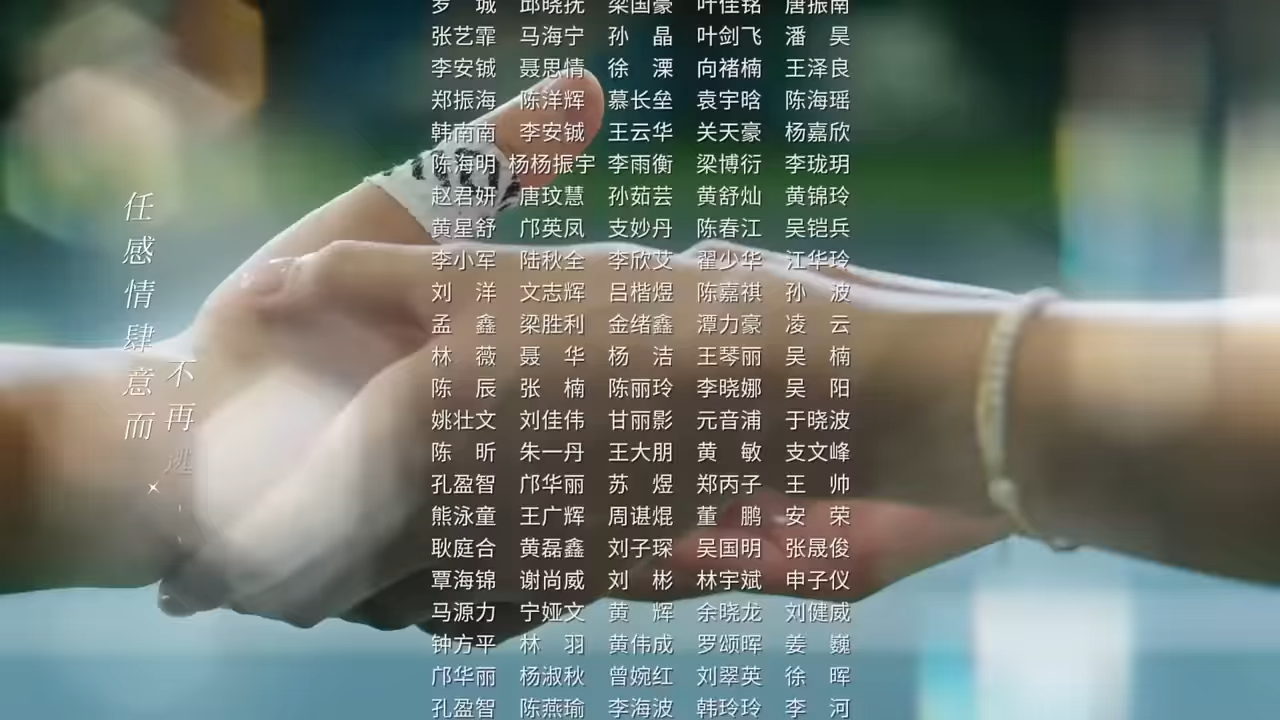 罗　城　邱晓抚　梁国豪　叶佳铭　唐振南
张艺霏　马海宁　孙　晶　叶剑飞　潘　昊
李安铖　聂思情　徐　溧　向褚楠　王泽良
郑振海　陈洋辉　慕长垒　袁宇晗　陈海瑶
韩南南　李安铖　王云华　关天豪　杨嘉欣
陈海明　杨杨振宇　李雨衡　梁博衍　李珑玥
赵君妍　唐玟慧　孙茹芸　黄舒灿　黄锦玲
黄星舒　邝英凤　支妙丹　陈春江　吴铠兵
李小军　陆秋全　李欣艾　翟少华　江华玲
刘　洋　文志辉　吕楷煜　陈嘉祺　孙　波
孟　鑫　梁胜利　金绪鑫　潭力豪　凌　云
林　薇　聂　华　杨　洁　王琴丽　吴　楠
陈　辰　张　楠　陈丽玲　李晓娜　吴　阳
姚壮文　刘佳伟　甘丽影　元音浦　于晓波
陈　昕　朱一丹　王大朋　黄　敏　支文峰
孔盈智　邝华丽　苏　煜　郑丙子　王　帅
熊泳童　王广辉　周谌焜　董　鹏　安　荣
耿庭合　黄磊鑫　刘子琛　吴国明　张晟俊
覃海锦　谢尚威　刘　彬　林宇斌　申子仪
马源力　宁娅文　黄　辉　余晓龙　刘健威
钟方平　林　羽　黄伟成　罗颂晖　姜　巍
邝华丽　杨淑秋　曾婉红　刘翠英　徐　晖
孔盈智　陈燕瑜　李海波　韩玲玲　李　河
任感情肆意而
不再逃